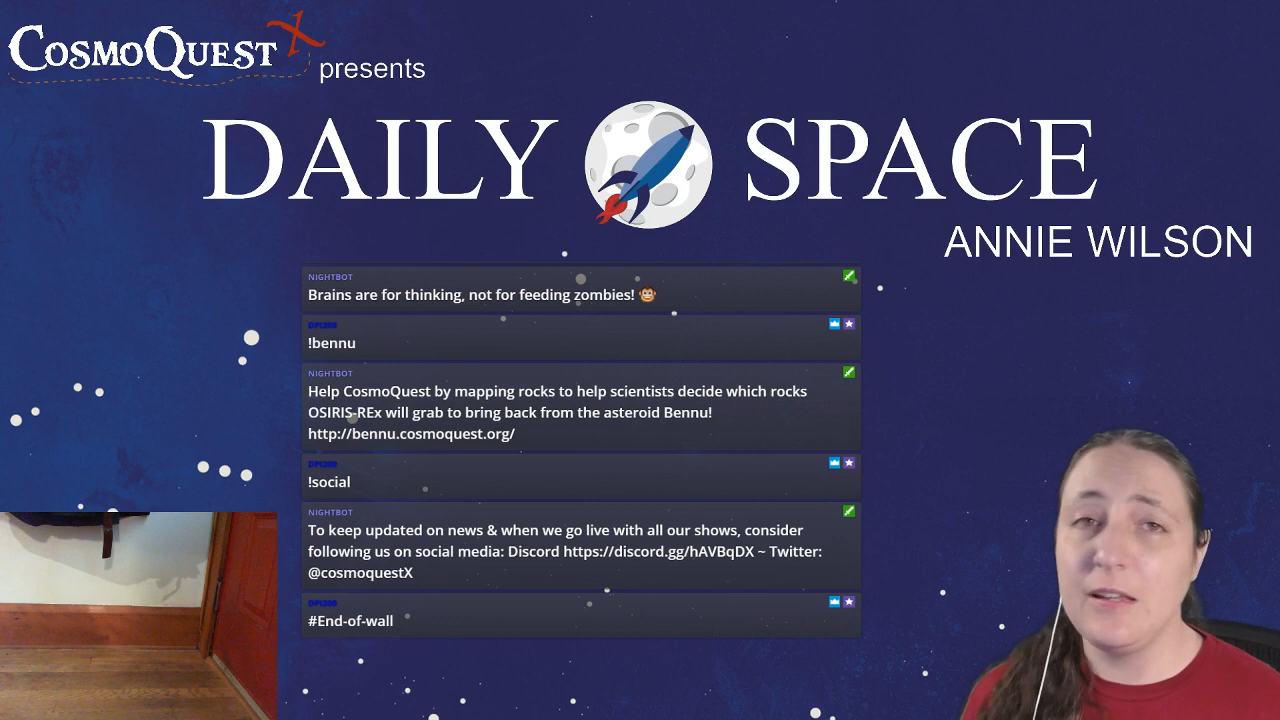 COSMOQUEST X presents
DAILY SPACE
ANNIE WILSON
NIGHTBOT
Brains are for thinking, not for feeding zombies!
!bennu
NIGHTBOT
Help CosmoQuest by mapping rocks to help scientists decide which rocks
OSIRIS-REx will grab to bring back from the asteroid Bennu!
http://bennu.cosmoquest.org/
!social
NIGHTBOT
To keep updated on news & when we go live with all our shows, consider
following us on social media: Discord https://discord.gg/hAVBqDX ~ Twitter:
@cosmoquestX
#End-of-wall